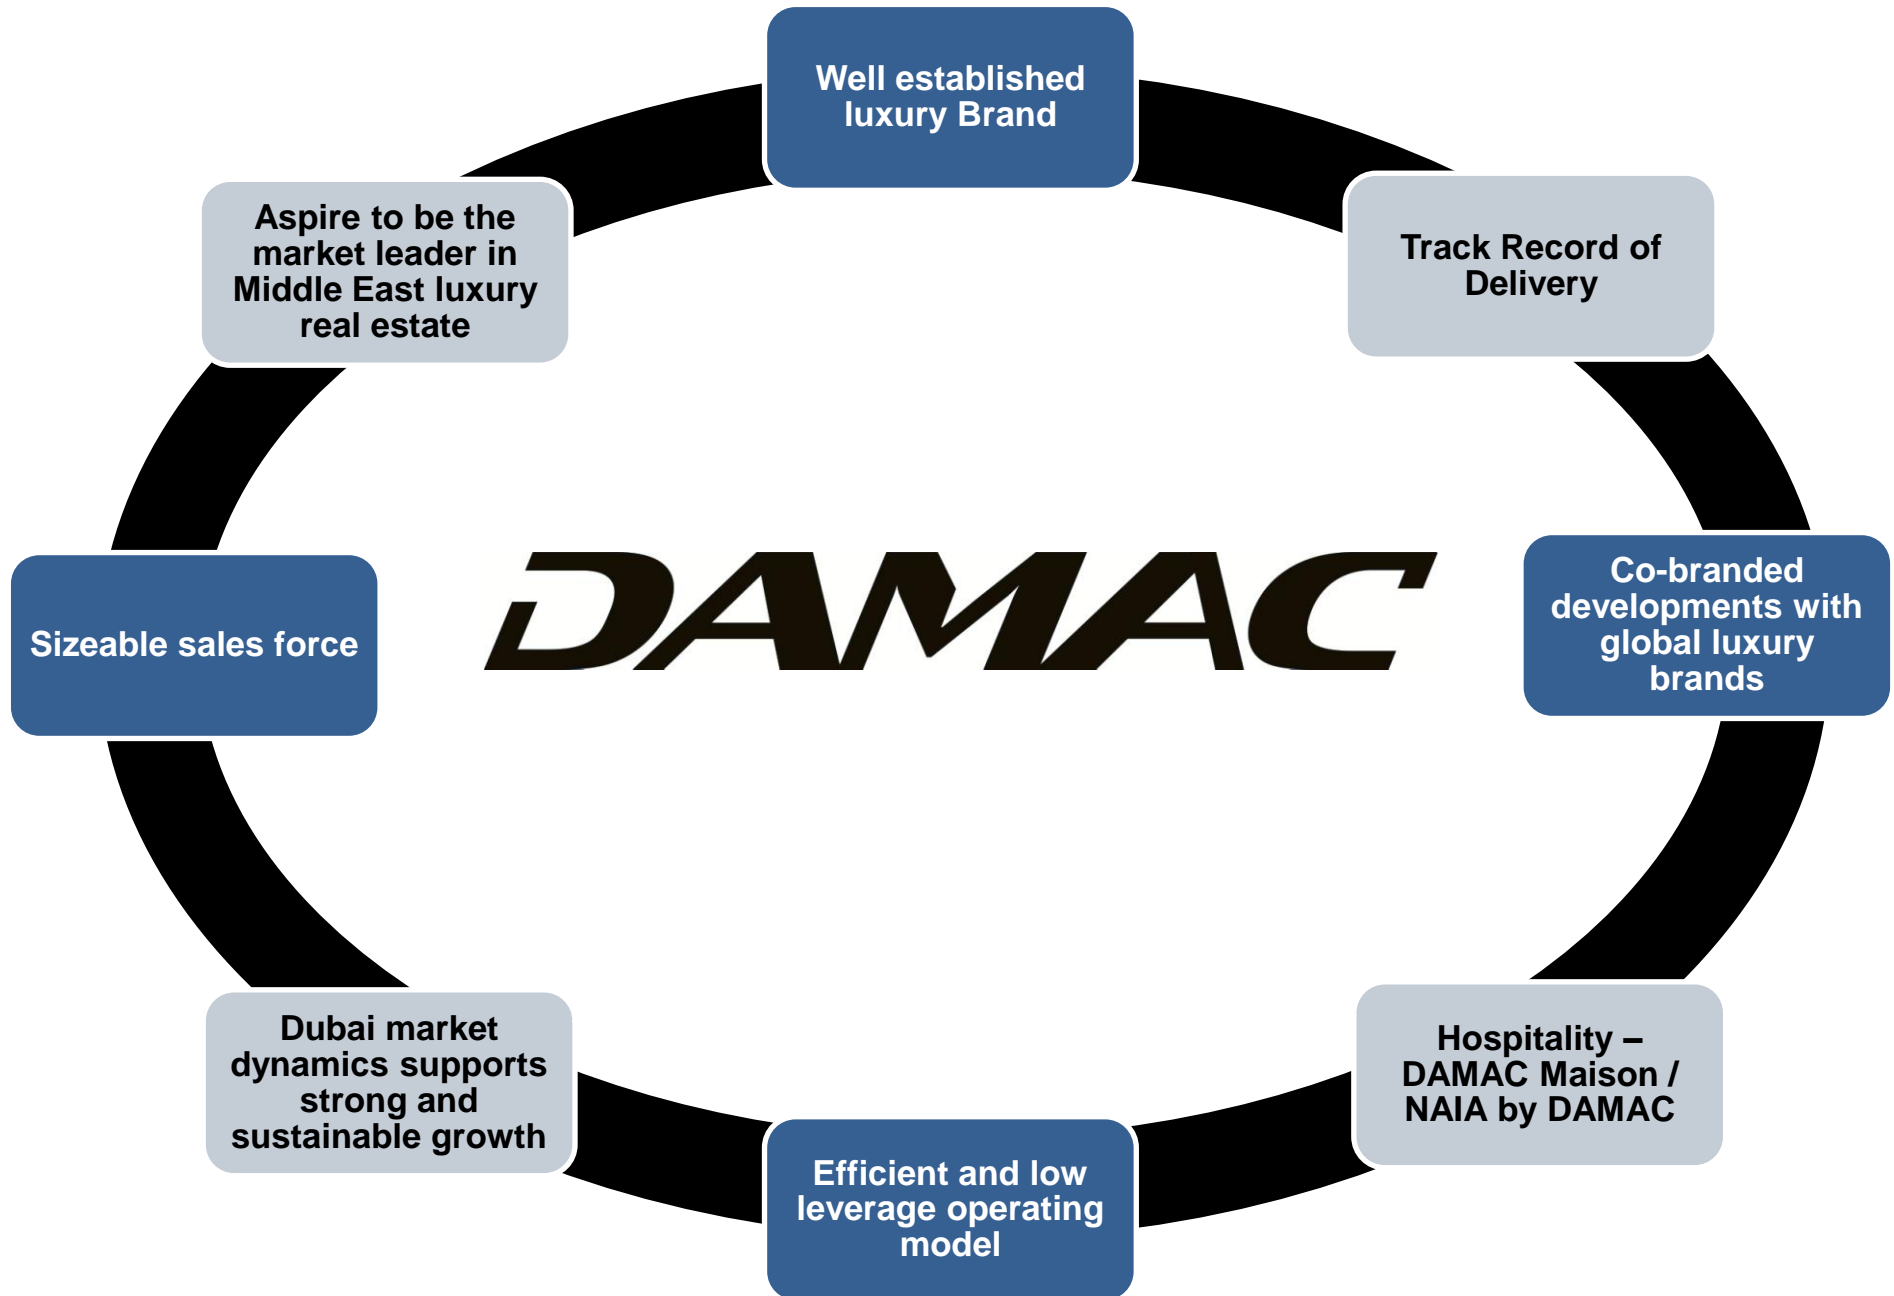 Well established
luxury Brand
Aspire to be the
market leader in
Middle East luxury
real estate
Track Record of
Delivery
Sizeable sales force
DAMAC
Co-branded
developments with
global luxury
brands
Dubai market
dynamics supports
strong and
sustainable growth
Hospitality –
DAMAC Maison /
NAIA by DAMAC
Efficient and low
leverage operating
model